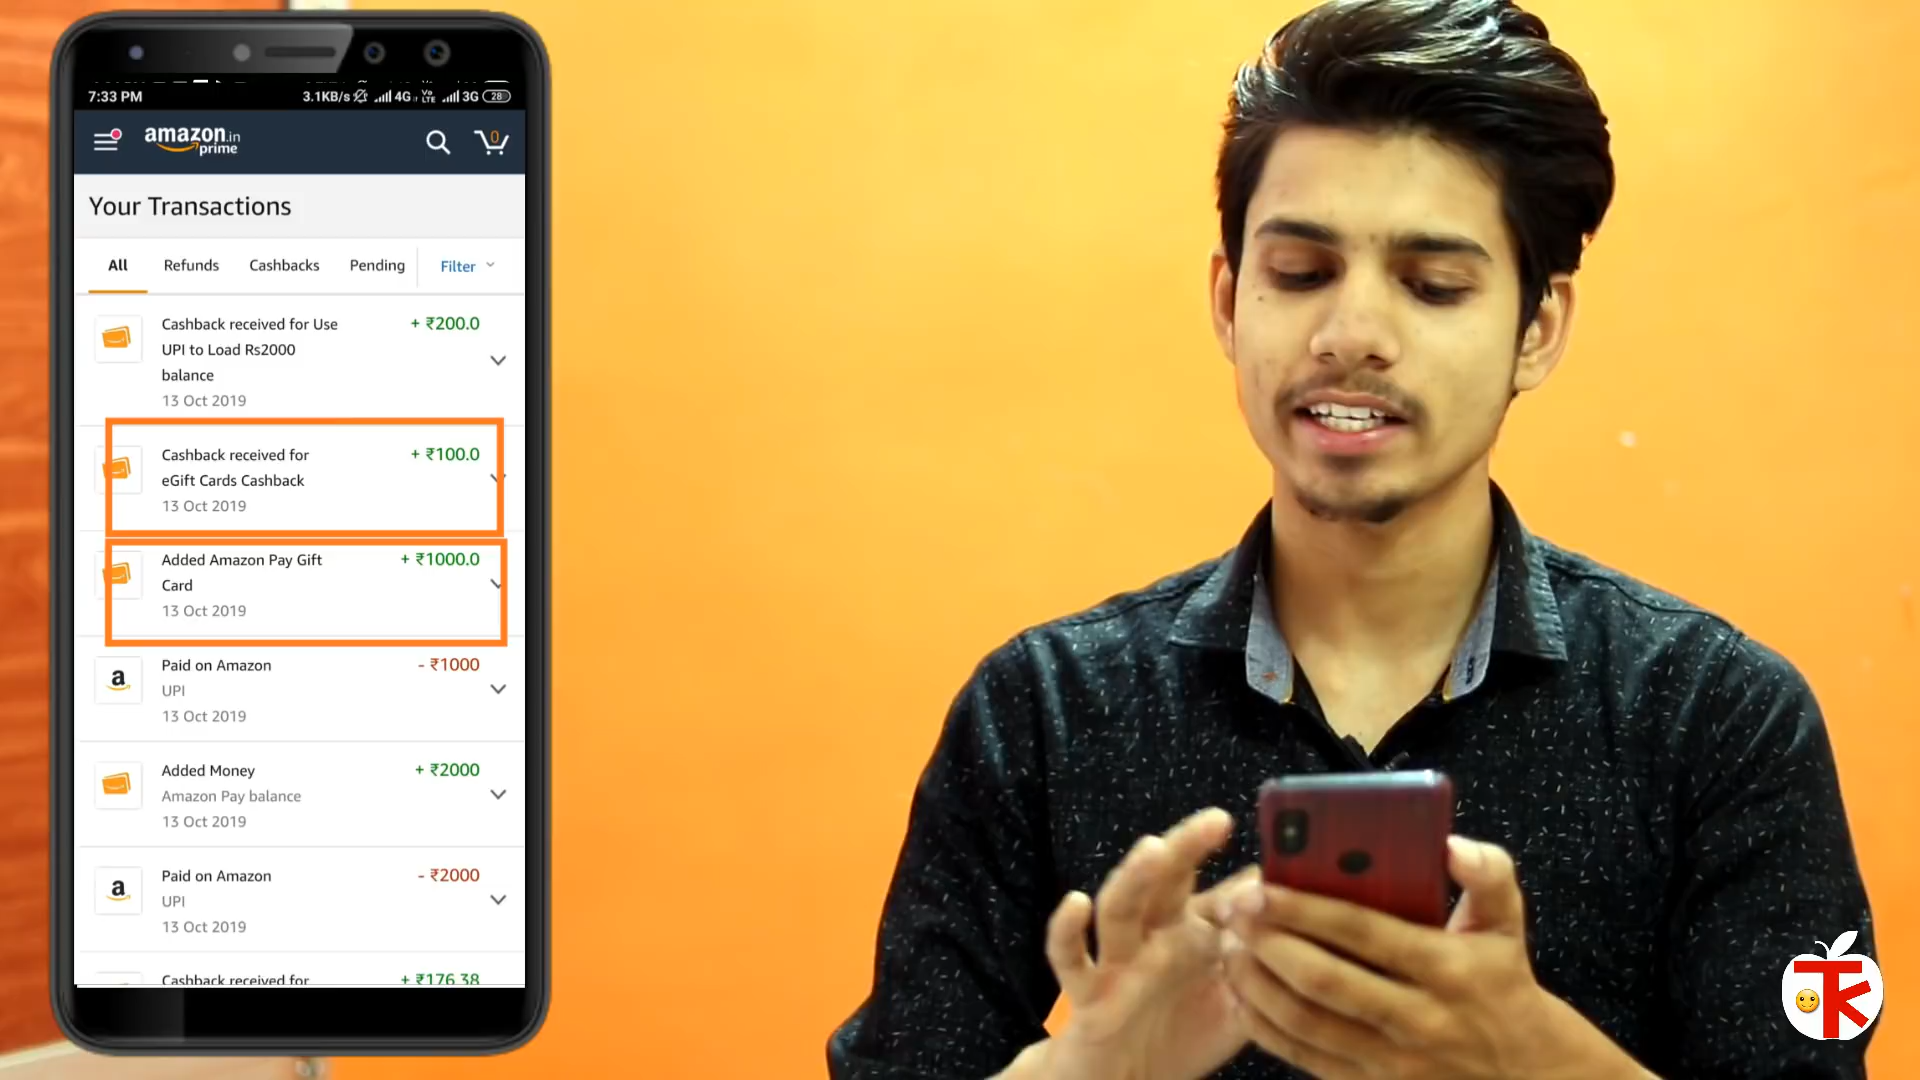 7:33 PM 3.1KB/s 4G Vo LTE 3G 28
amazon.in
prime
0
Your Transactions
All Refunds Cashbacks Pending Filter
Cashback received for Use + ₹200.0
UPI to Load Rs2000
balance
13 Oct 2019
Cashback received for + ₹100.0
eGift Cards Cashback
13 Oct 2019
Added Amazon Pay Gift + ₹1000.0
Card
13 Oct 2019
a Paid on Amazon - ₹1000
UPI
13 Oct 2019
Added Money + ₹2000
Amazon Pay balance
13 Oct 2019
a Paid on Amazon - ₹2000
UPI
13 Oct 2019
Cashback received for + ₹176.38
TK